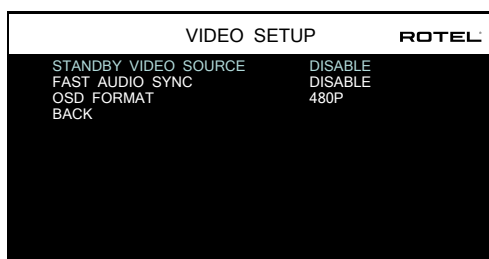 VIDEO SETUP ROTEL
STANDBY VIDEO SOURCE DISABLE
FAST AUDIO SYNC DISABLE
OSD FORMAT 480P
BACK